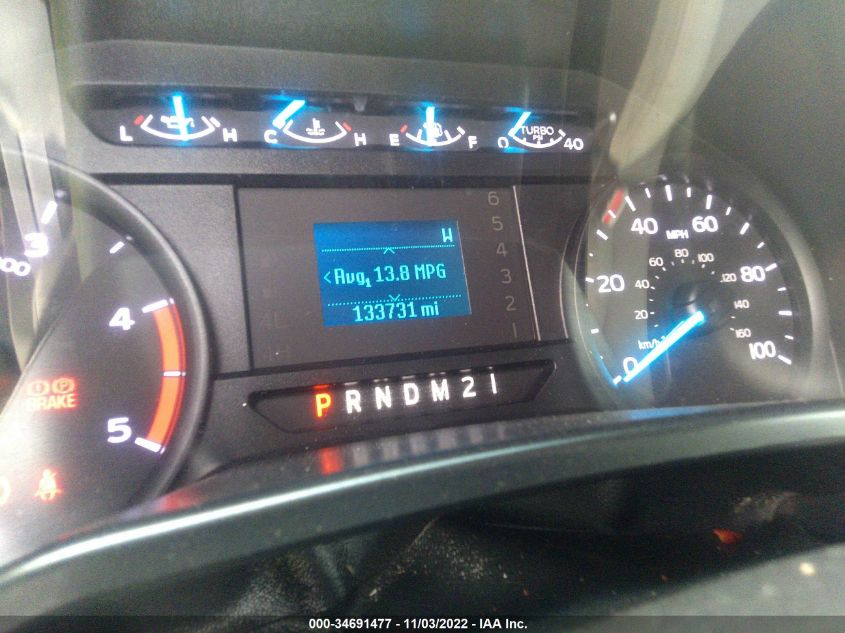 L H C H E F 0 TURBO PSI 40
3
000
4
5
BRAKE
W
<Avg1 13.8 MPG
133731 mi
6
5
4
3
2
1
P R N D M 2 1
0 20 40 MPH 60 80 100
km/h 20 40 60 80 100 120 140 160
000-34691477 - 11/03/2022 - IAA Inc.